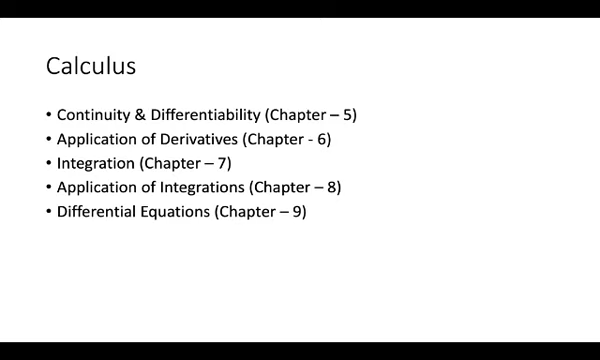 Calculus
• Continuity & Differentiability (Chapter – 5)
• Application of Derivatives (Chapter - 6)
• Integration (Chapter – 7)
• Application of Integrations (Chapter – 8)
• Differential Equations (Chapter – 9)